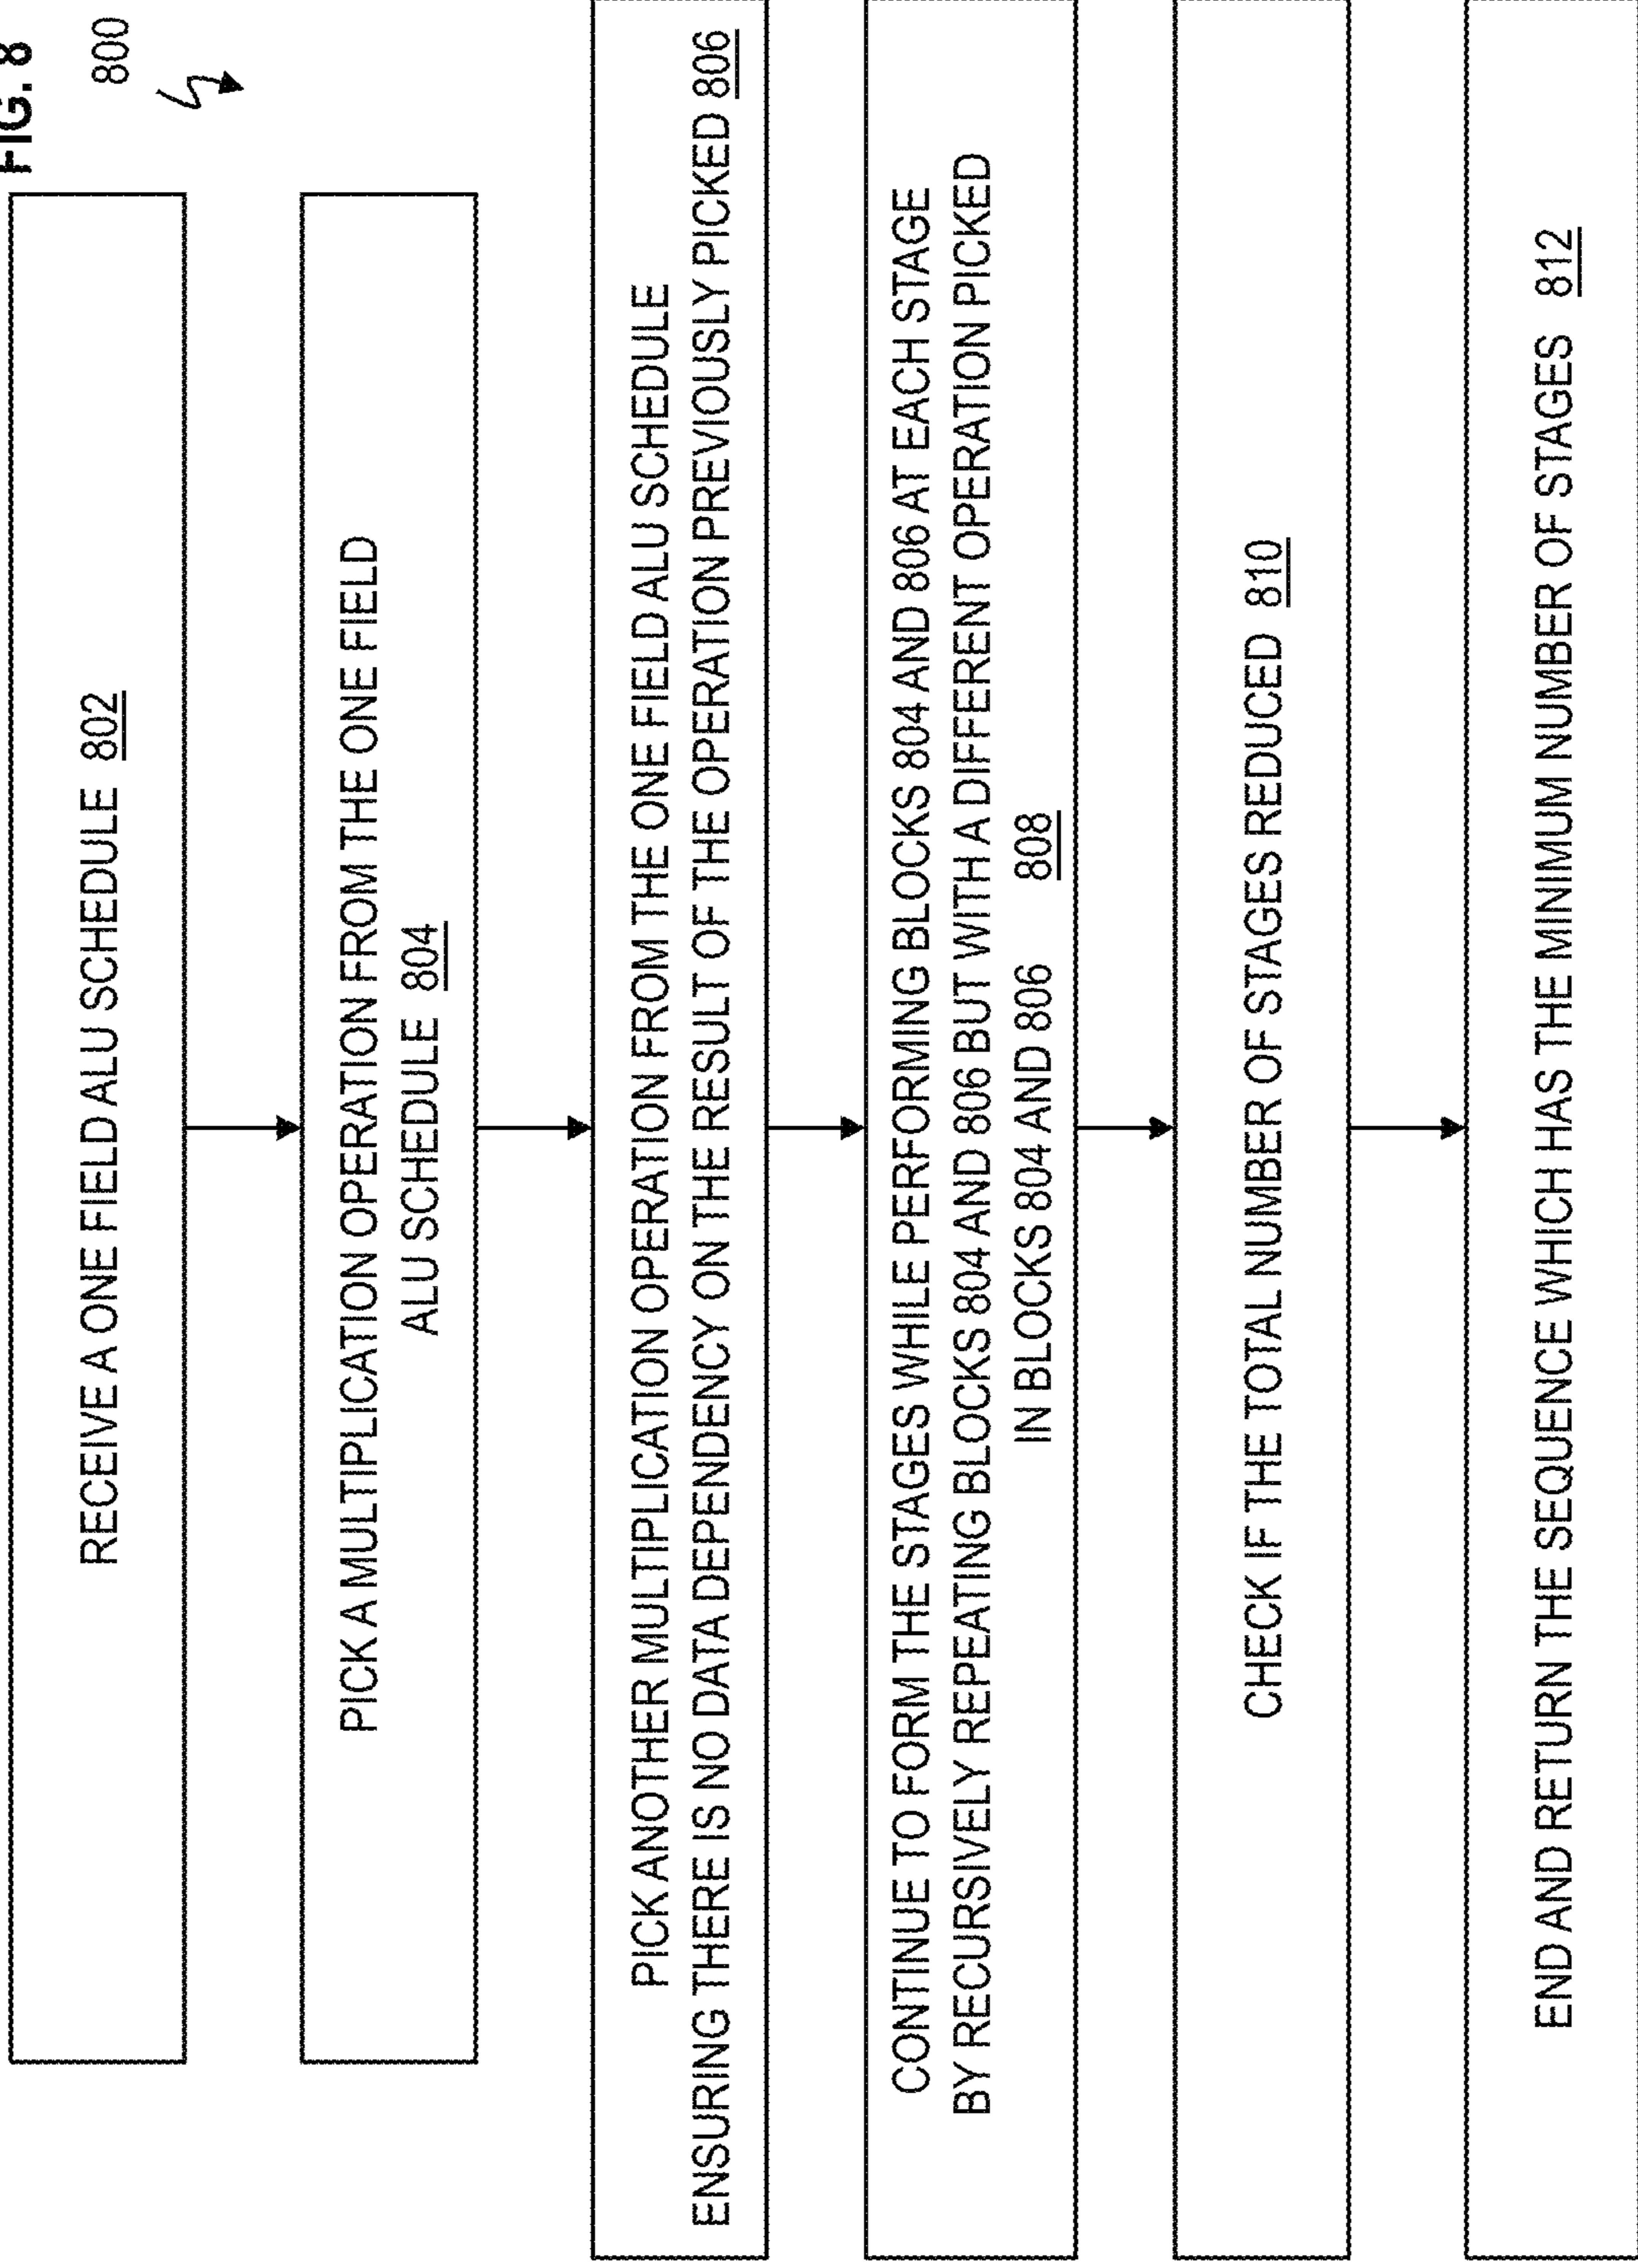 FIG. 8
800
RECEIVE A ONE FIELD ALU SCHEDULE 802
PICK A MULTIPLICATION OPERATION FROM THE ONE FIELD
ALU SCHEDULE 804
PICK ANOTHER MULTIPLICATION OPERATION FROM THE ONE FIELD ALU SCHEDULE
ENSURING THERE IS NO DATA DEPENDENCY ON THE RESULT OF THE OPERATION PREVIOUSLY PICKED 806
CONTINUE TO FORM THE STAGES WHILE PERFORMING BLOCKS 804 AND 806 AT EACH STAGE
BY RECURSIVELY REPEATING BLOCKS 804 AND 806 BUT WITH A DIFFERENT OPERATION PICKED
IN BLOCKS 804 AND 806 808
CHECK IF THE TOTAL NUMBER OF STAGES REDUCED 810
END AND RETURN THE SEQUENCE WHICH HAS THE MINIMUM NUMBER OF STAGES 812